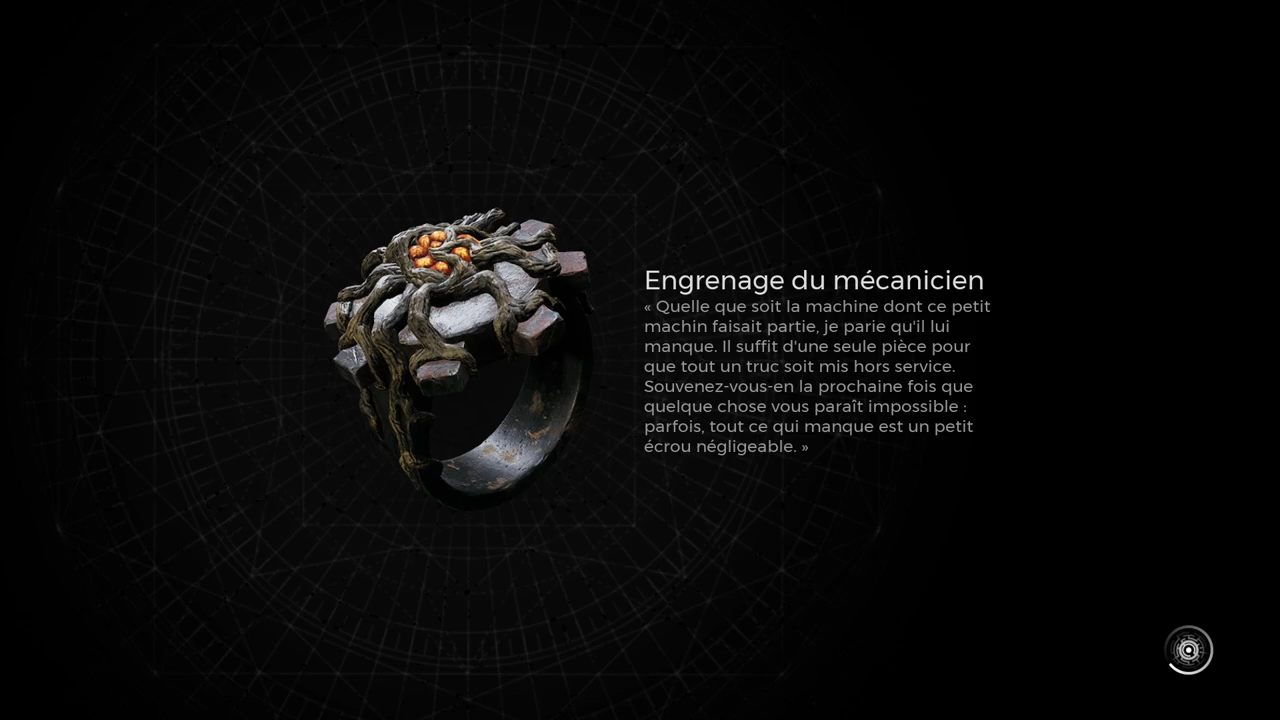 Engrenage du mécanicien
« Quelle que soit la machine dont ce petit
machin faisait partie, je parie qu'il lui
manque. Il suffit d'une seule pièce pour
que tout un truc soit mis hors service.
Souvenez-vous-en la prochaine fois que
quelque chose vous paraît impossible :
parfois, tout ce qui manque est un petit
écrou négligeable. »